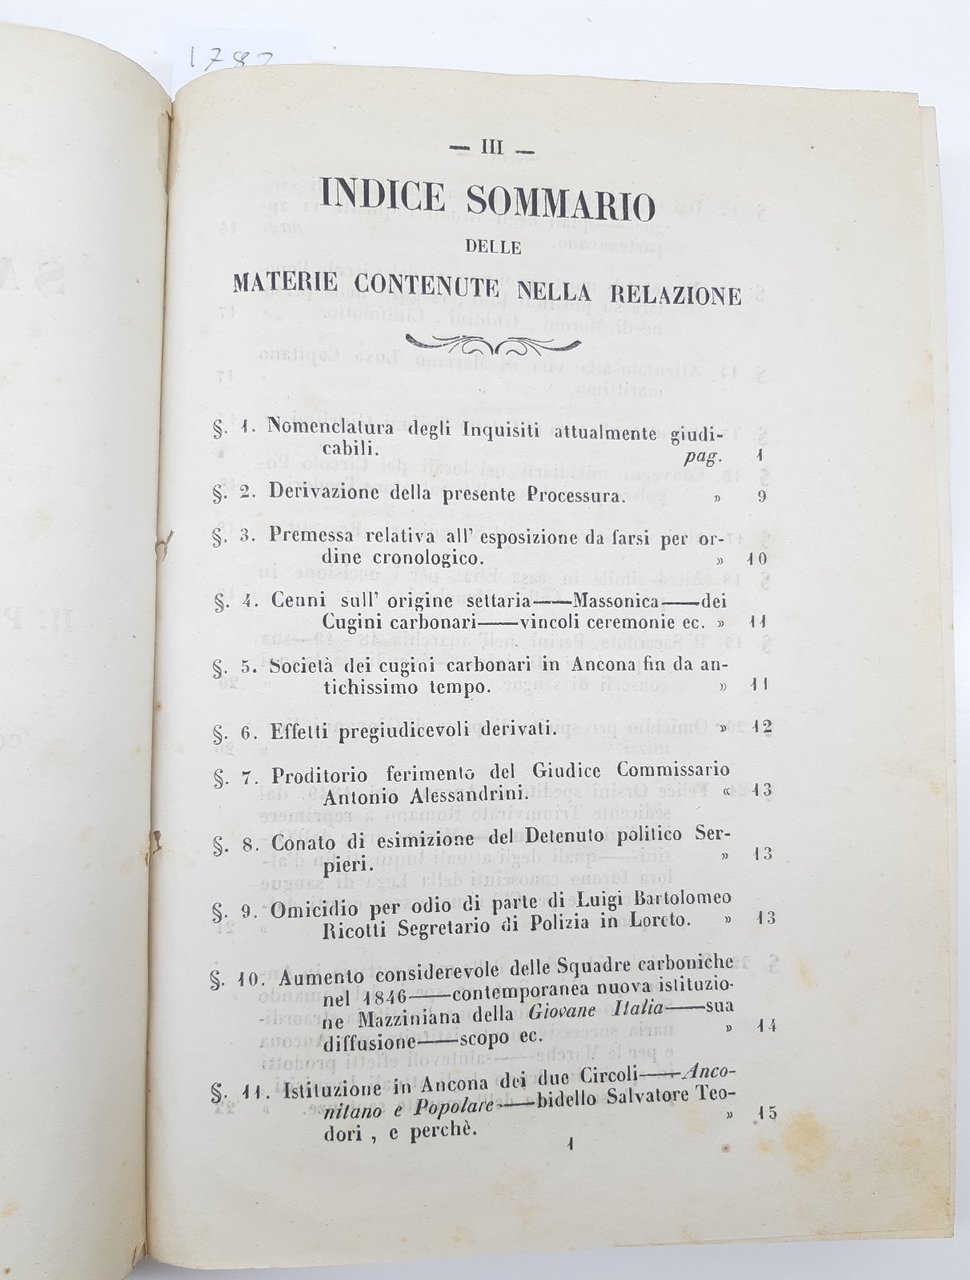 1782
— III —
INDICE SOMMARIO
DELLE
MATERIE CONTENUTE NELLA RELAZIONE
§. 1. Nomenclatura degli Inquisiti attualmente giudi-
cabili. pag. 1
§. 2. Derivazione della presente Processura. » 9
§. 3. Premessa relativa all' esposizione da farsi per or-
dine cronologico. » 10
§. 4. Cenni sull' origine settaria——Massonica——dei
Cugini carbonari——vincoli ceremonie ec. » 11
§. 5. Società dei cugini carbonari in Ancona fin da an-
tichissimo tempo. » 11
§. 6. Effetti pregiudicevoli derivati. » 12
§. 7. Proditorio ferimento del Giudice Commissario
Antonio Alessandrini. « 13
§. 8. Conato di esimizione del Detenuto politico Ser-
pieri. » 13
§. 9. Omicidio per odio di parte di Luigi Bartolomeo
Ricotti Segretario di Polizia in Loreto. » 13
§. 10. Aumento considerevole delle Squadre carboniche
nel 1846——contemporanea nuova istituzio-
ne Mazziniana della Giovane Italia——sua
diffusione——scopo ec. » 14
§. 11. Istituzione in Ancona dei due Circoli——Anco-
nitano e Popolare——bidello Salvatore Teo-
dori , e perchè. » 15
1